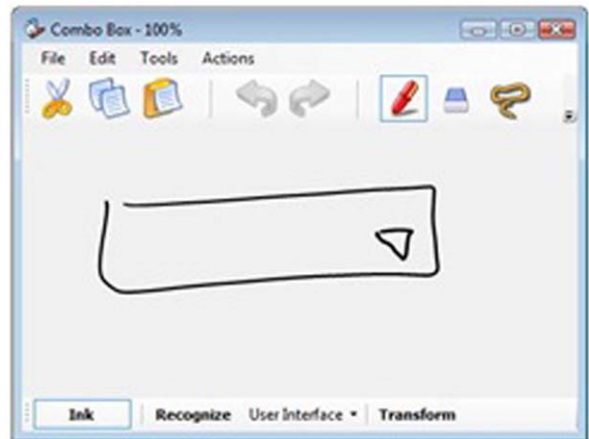 Combo Box - 100%
File Edit Tools Actions
Ink Recognize User Interface Transform